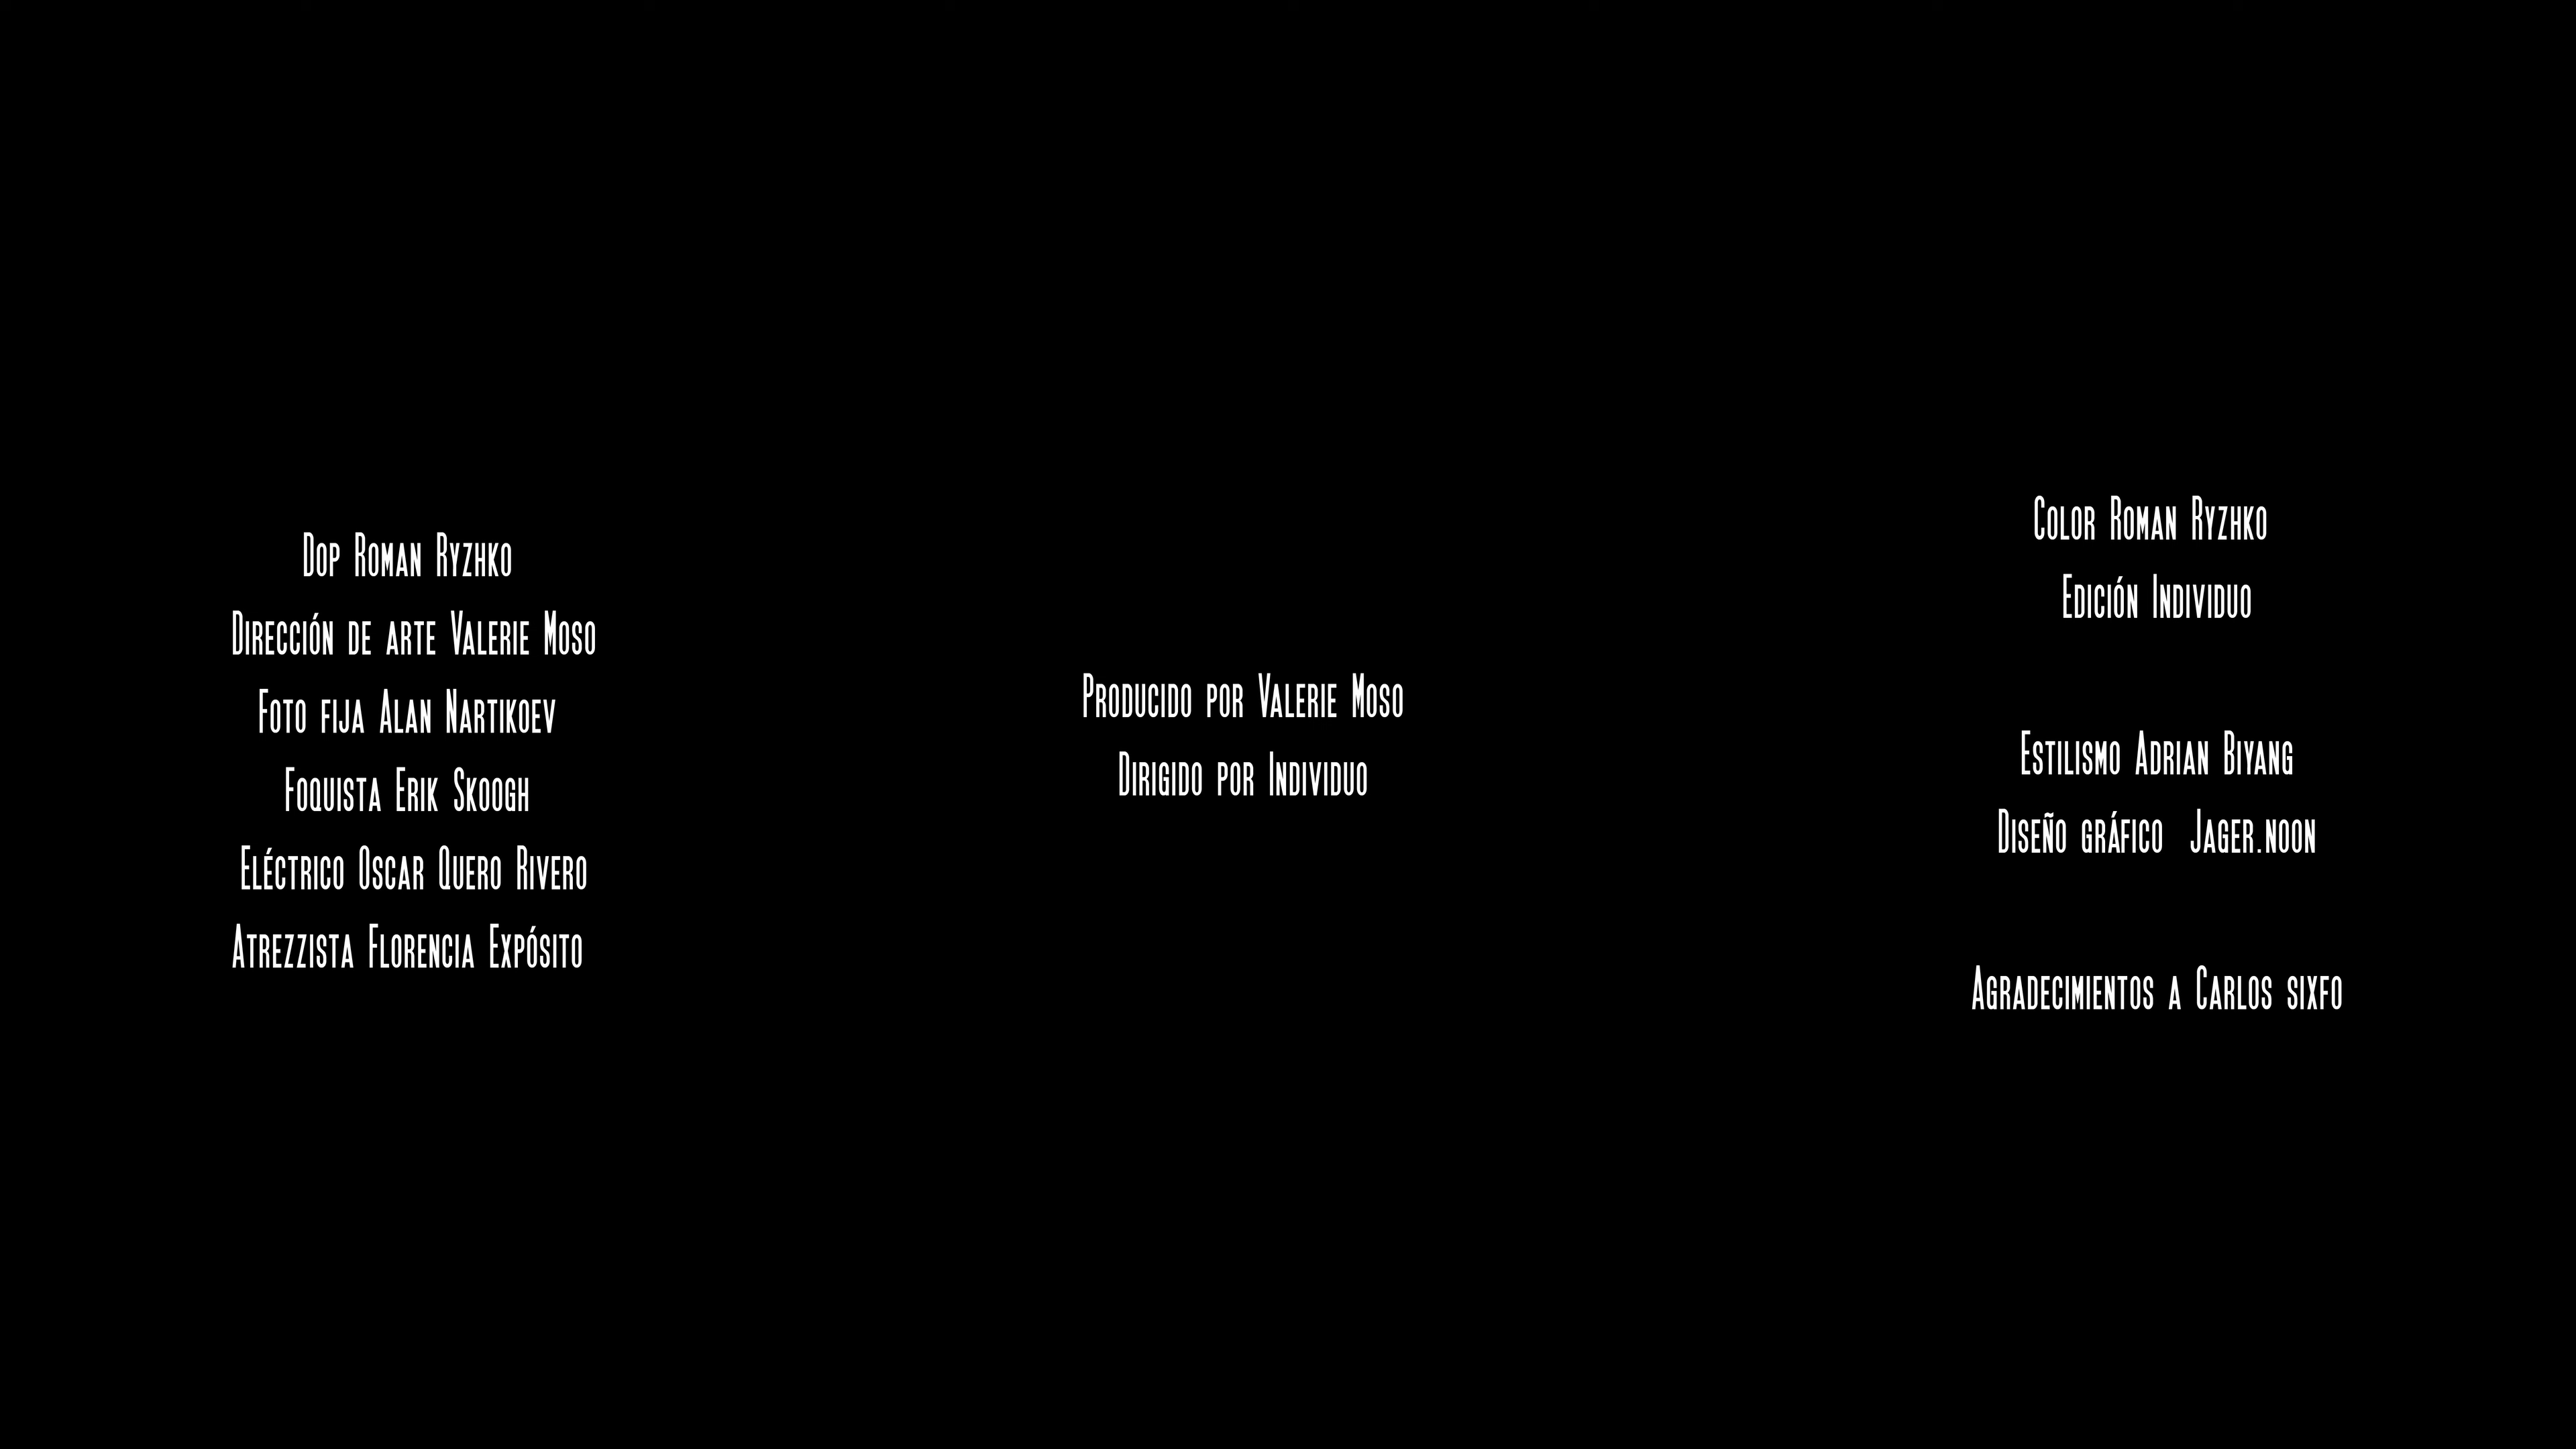 Dop Roman Ryzhko
Dirección de arte Valerie Moso
Foto fija Alan Nartikoev
Foquista Erik Skoogh
Eléctrico Oscar Quero Rivero
Atrezzista Florencia Expósito
Producido por Valerie Moso
Dirigido por Individuo
Color Roman Ryzhko
Edición Individuo
Estilismo Adrian Biyang
Diseño gráfico Jager.noon
Agradecimientos a Carlos sixfo